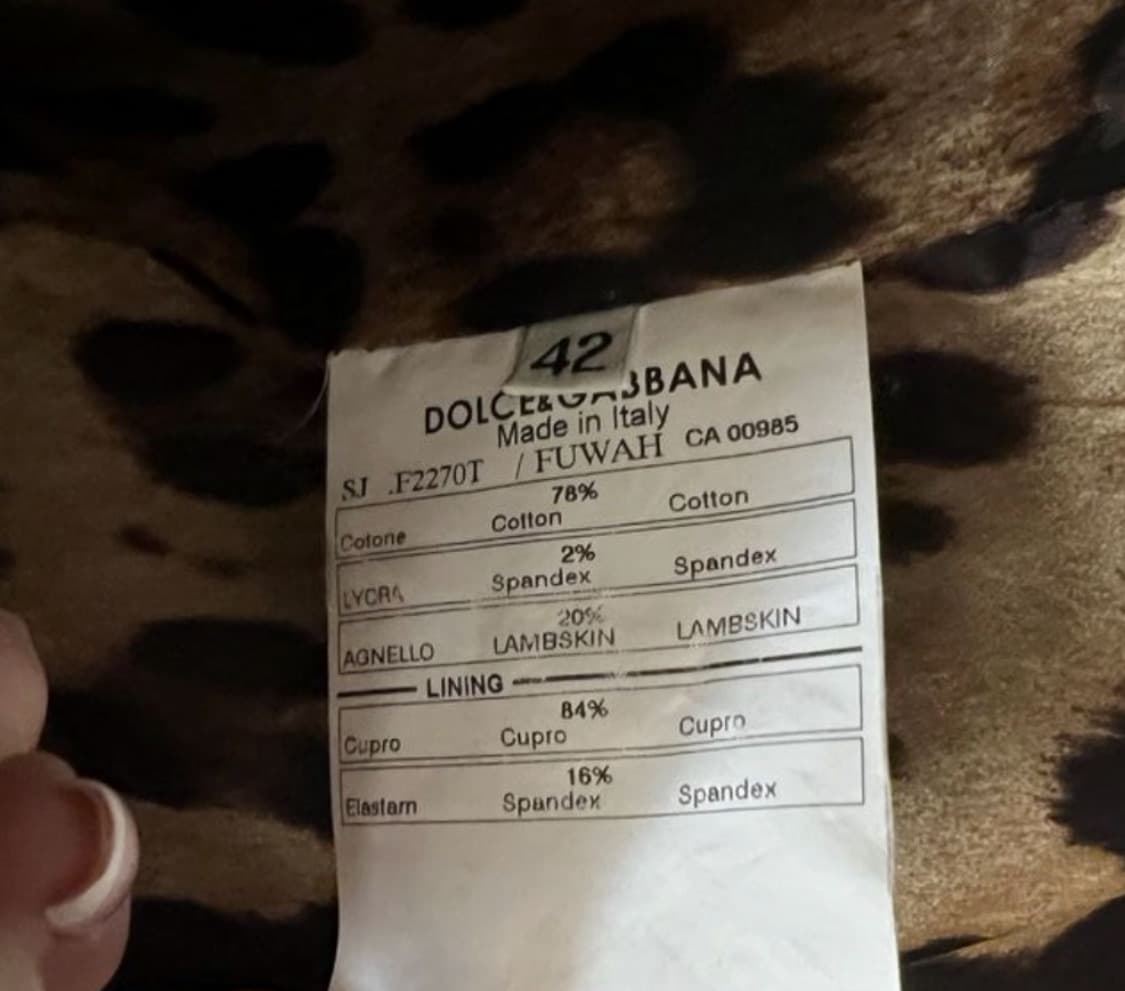 42
DOLCE&GABBANA
Made in Italy
SJ .F2270T / FUWAH CA 00985
78%
Cotone Cotton Cotton
2%
LYCRA Spandex Spandex
20%
AGNELLO LAMBSKIN LAMBSKIN
LINING
84%
Cupro Cupro Cupro
16%
Elastam Spandex Spandex